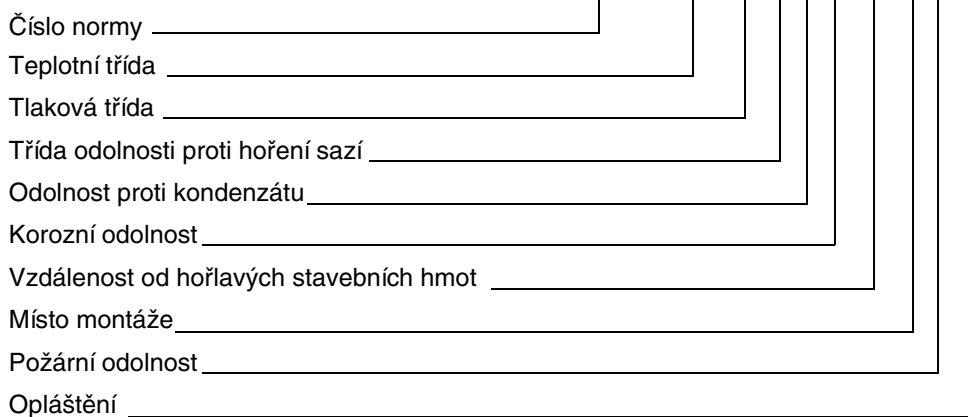 Číslo normy
Teplotní třída
Tlaková třída
Třída odolnosti proti hoření sazí
Odolnost proti kondenzátu
Korozní odolnost
Vzdálenost od hořlavých stavebních hmot
Místo montáže
Požární odolnost
Opláštění